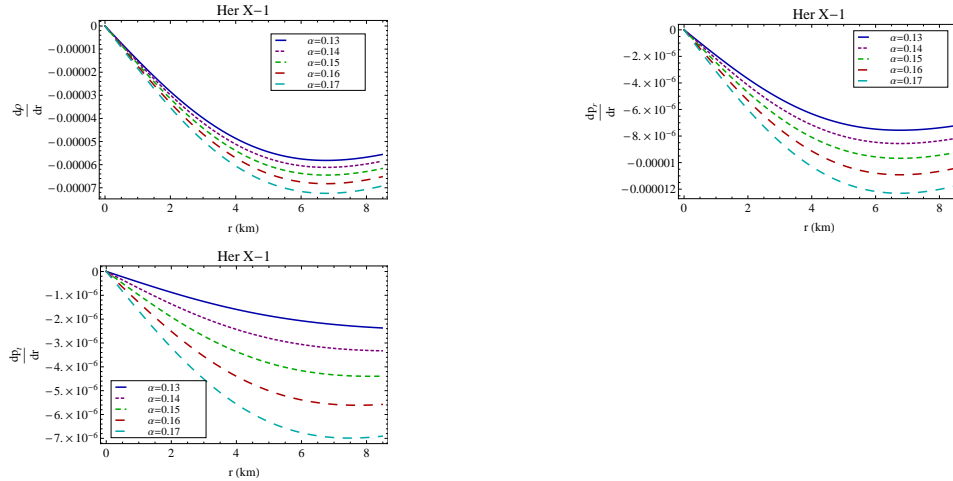 Her X−1
0
−0.00001
−0.00002
−0.00003
−0.00004
−0.00005
−0.00006
−0.00007
dρ
dr
α=0.13
α=0.14
α=0.15
α=0.16
α=0.17
0 2 4 6 8
r (km)
Her X−1
0
−2.×10⁻⁶
−4.×10⁻⁶
−6.×10⁻⁶
−8.×10⁻⁶
−0.00001
−0.000012
dpᵣ
dr
α=0.13
α=0.14
α=0.15
α=0.16
α=0.17
0 2 4 6 8
r (km)
Her X−1
0
−1.×10⁻⁶
−2.×10⁻⁶
−3.×10⁻⁶
−4.×10⁻⁶
−5.×10⁻⁶
−6.×10⁻⁶
−7.×10⁻⁶
dpₜ
dr
α=0.13
α=0.14
α=0.15
α=0.16
α=0.17
0 2 4 6 8
r (km)